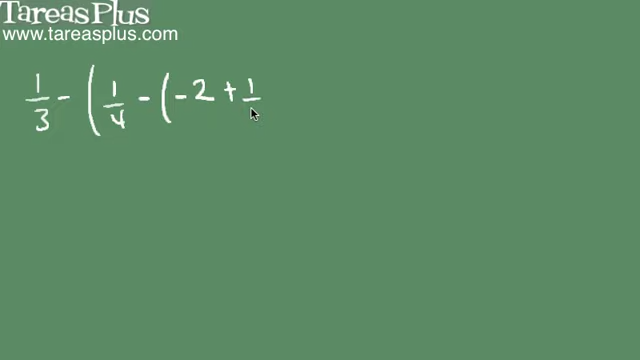 TareasPlus
www.tareasplus.com
1/3 - ( 1/4 - ( -2 + 1/